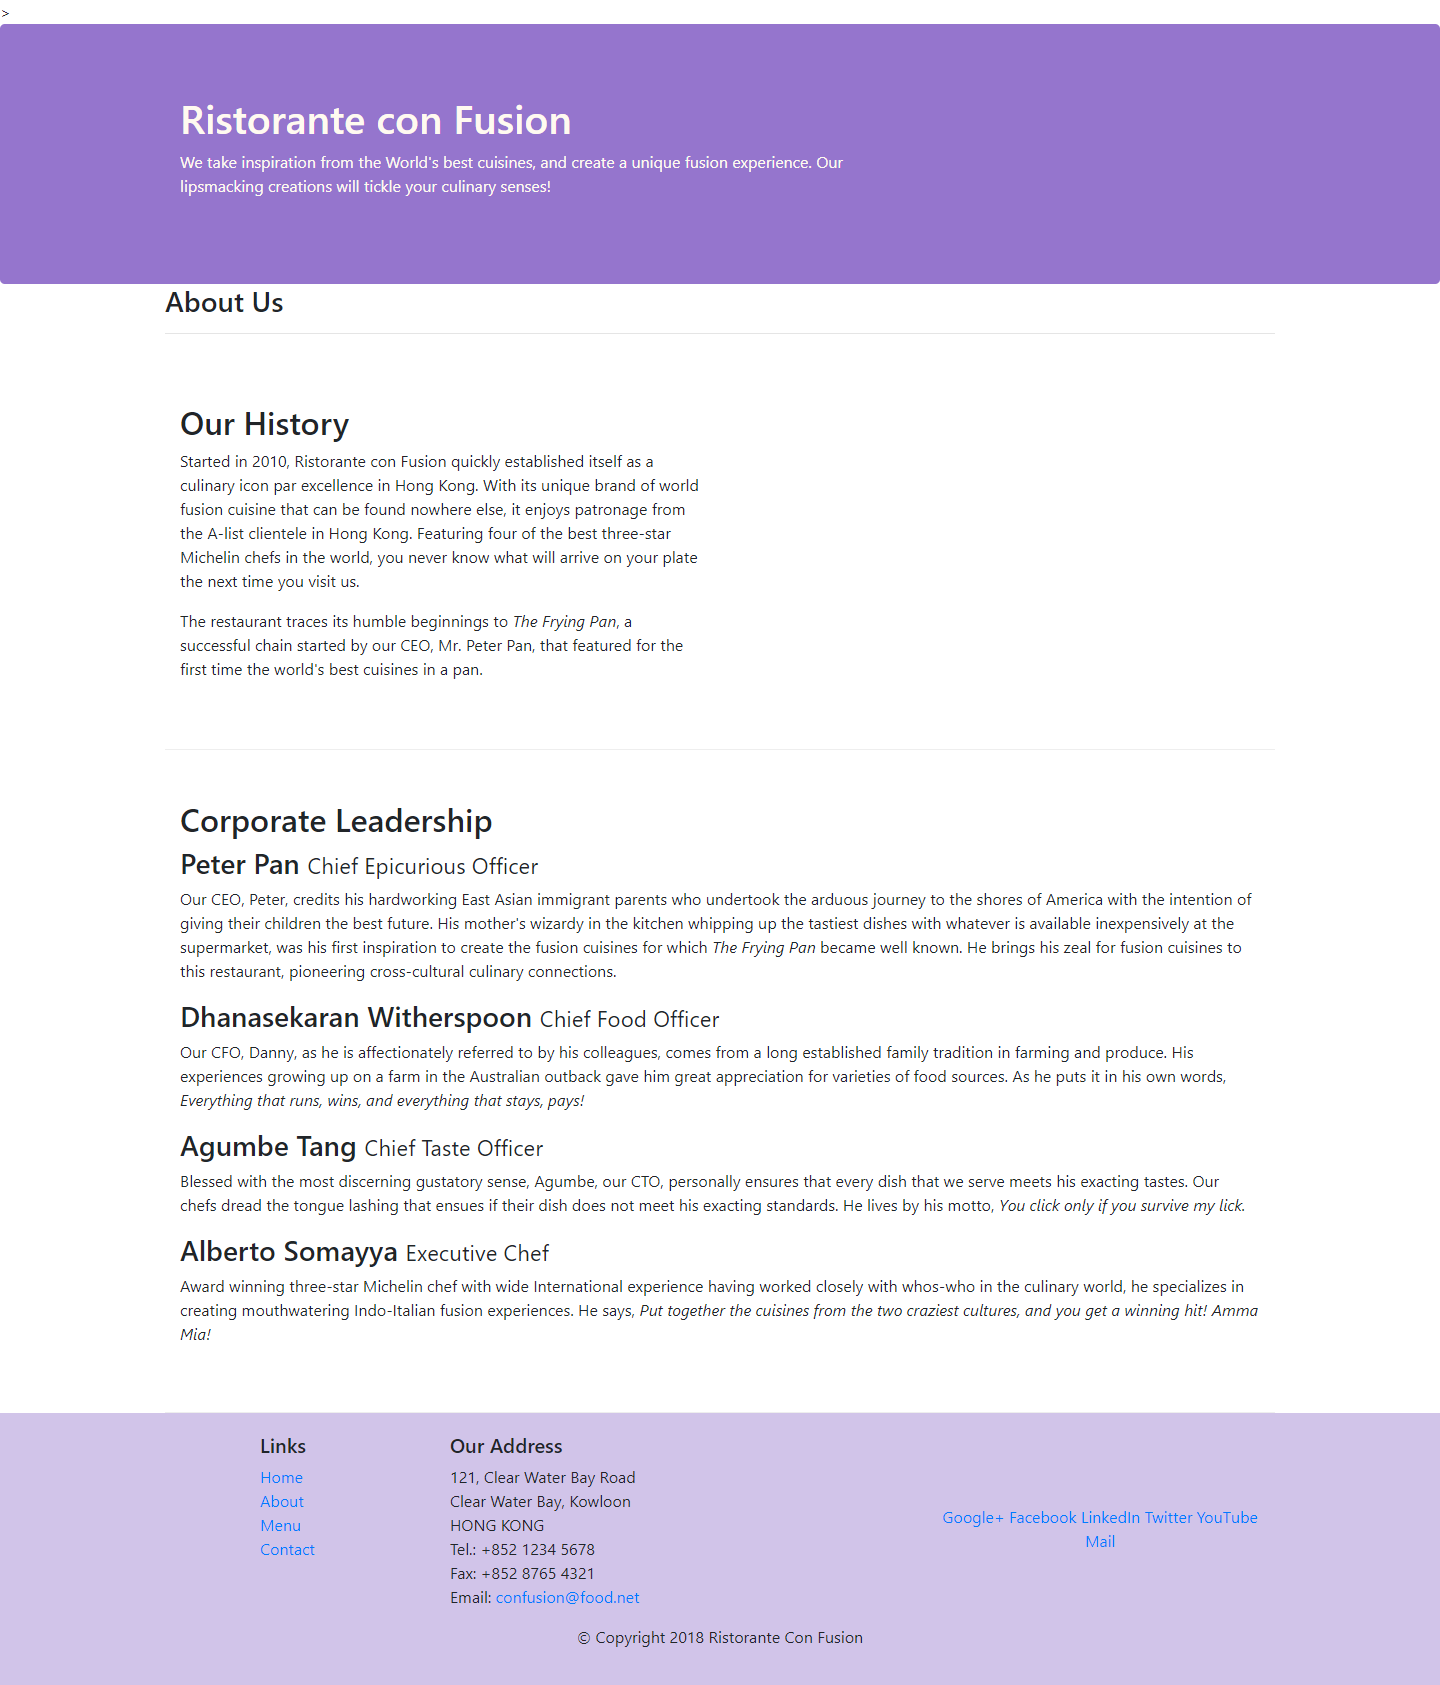 >
Ristorante con Fusion
We take inspiration from the World's best cuisines, and create a unique fusion experience. Our
lipsmacking creations will tickle your culinary senses!
About Us
Our History
Started in 2010, Ristorante con Fusion quickly established itself as a
culinary icon par excellence in Hong Kong. With its unique brand of world
fusion cuisine that can be found nowhere else, it enjoys patronage from
the A-list clientele in Hong Kong. Featuring four of the best three-star
Michelin chefs in the world, you never know what will arrive on your plate
the next time you visit us.
The restaurant traces its humble beginnings to The Frying Pan, a
successful chain started by our CEO, Mr. Peter Pan, that featured for the
first time the world's best cuisines in a pan.
Corporate Leadership
Peter Pan Chief Epicurious Officer
Our CEO, Peter, credits his hardworking East Asian immigrant parents who undertook the arduous journey to the shores of America with the intention of
giving their children the best future. His mother's wizardy in the kitchen whipping up the tastiest dishes with whatever is available inexpensively at the
supermarket, was his first inspiration to create the fusion cuisines for which The Frying Pan became well known. He brings his zeal for fusion cuisines to
this restaurant, pioneering cross-cultural culinary connections.
Dhanasekaran Witherspoon Chief Food Officer
Our CFO, Danny, as he is affectionately referred to by his colleagues, comes from a long established family tradition in farming and produce. His
experiences growing up on a farm in the Australian outback gave him great appreciation for varieties of food sources. As he puts it in his own words,
Everything that runs, wins, and everything that stays, pays!
Agumbe Tang Chief Taste Officer
Blessed with the most discerning gustatory sense, Agumbe, our CTO, personally ensures that every dish that we serve meets his exacting tastes. Our
chefs dread the tongue lashing that ensues if their dish does not meet his exacting standards. He lives by his motto, You click only if you survive my lick.
Alberto Somayya Executive Chef
Award winning three-star Michelin chef with wide International experience having worked closely with whos-who in the culinary world, he specializes in
creating mouthwatering Indo-Italian fusion experiences. He says, Put together the cuisines from the two craziest cultures, and you get a winning hit! Amma
Mia!
Links
Home
About
Menu
Contact
Our Address
121, Clear Water Bay Road
Clear Water Bay, Kowloon
HONG KONG
Tel.: +852 1234 5678
Fax: +852 8765 4321
Email: confusion@food.net
Google+ Facebook LinkedIn Twitter YouTube
Mail
© Copyright 2018 Ristorante Con Fusion